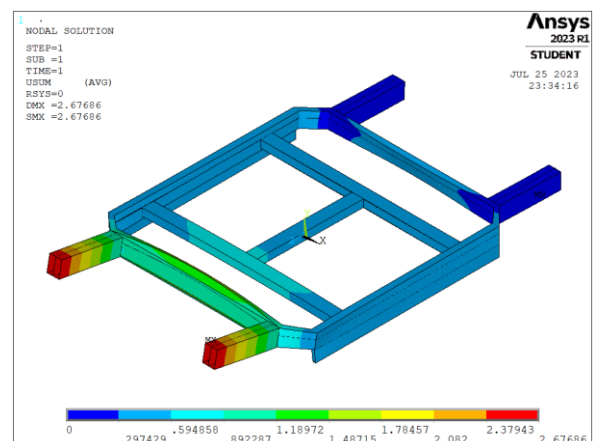 1
NODAL SOLUTION
STEP=1
SUB =1
TIME=1
USUM (AVG)
RSYS=0
DMX =2.67686
SMX =2.67686
Ansys
2023 R1
STUDENT
JUL 25 2023
23:34:16
Y
X
MX
0 .594858 1.18972 1.78457 2.37943
.297429 .892287 1.48715 2.082 2.67686